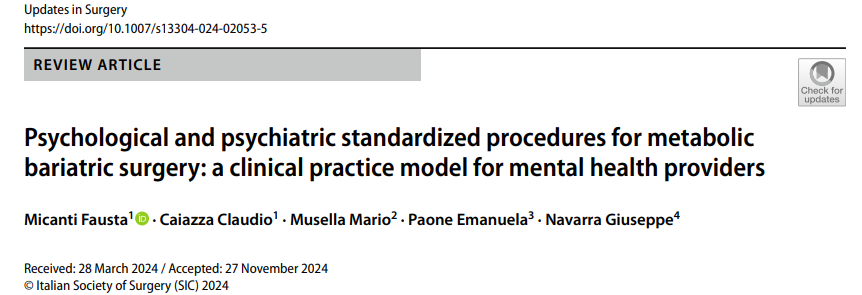 Updates in Surgery
https://doi.org/10.1007/s13304-024-02053-5
REVIEW ARTICLE
Check for
updates
Psychological and psychiatric standardized procedures for metabolic
bariatric surgery: a clinical practice model for mental health providers
Micanti Fausta1 iD · Caiazza Claudio1 · Musella Mario2 · Paone Emanuela3 · Navarra Giuseppe4
Received: 28 March 2024 / Accepted: 27 November 2024
© Italian Society of Surgery (SIC) 2024